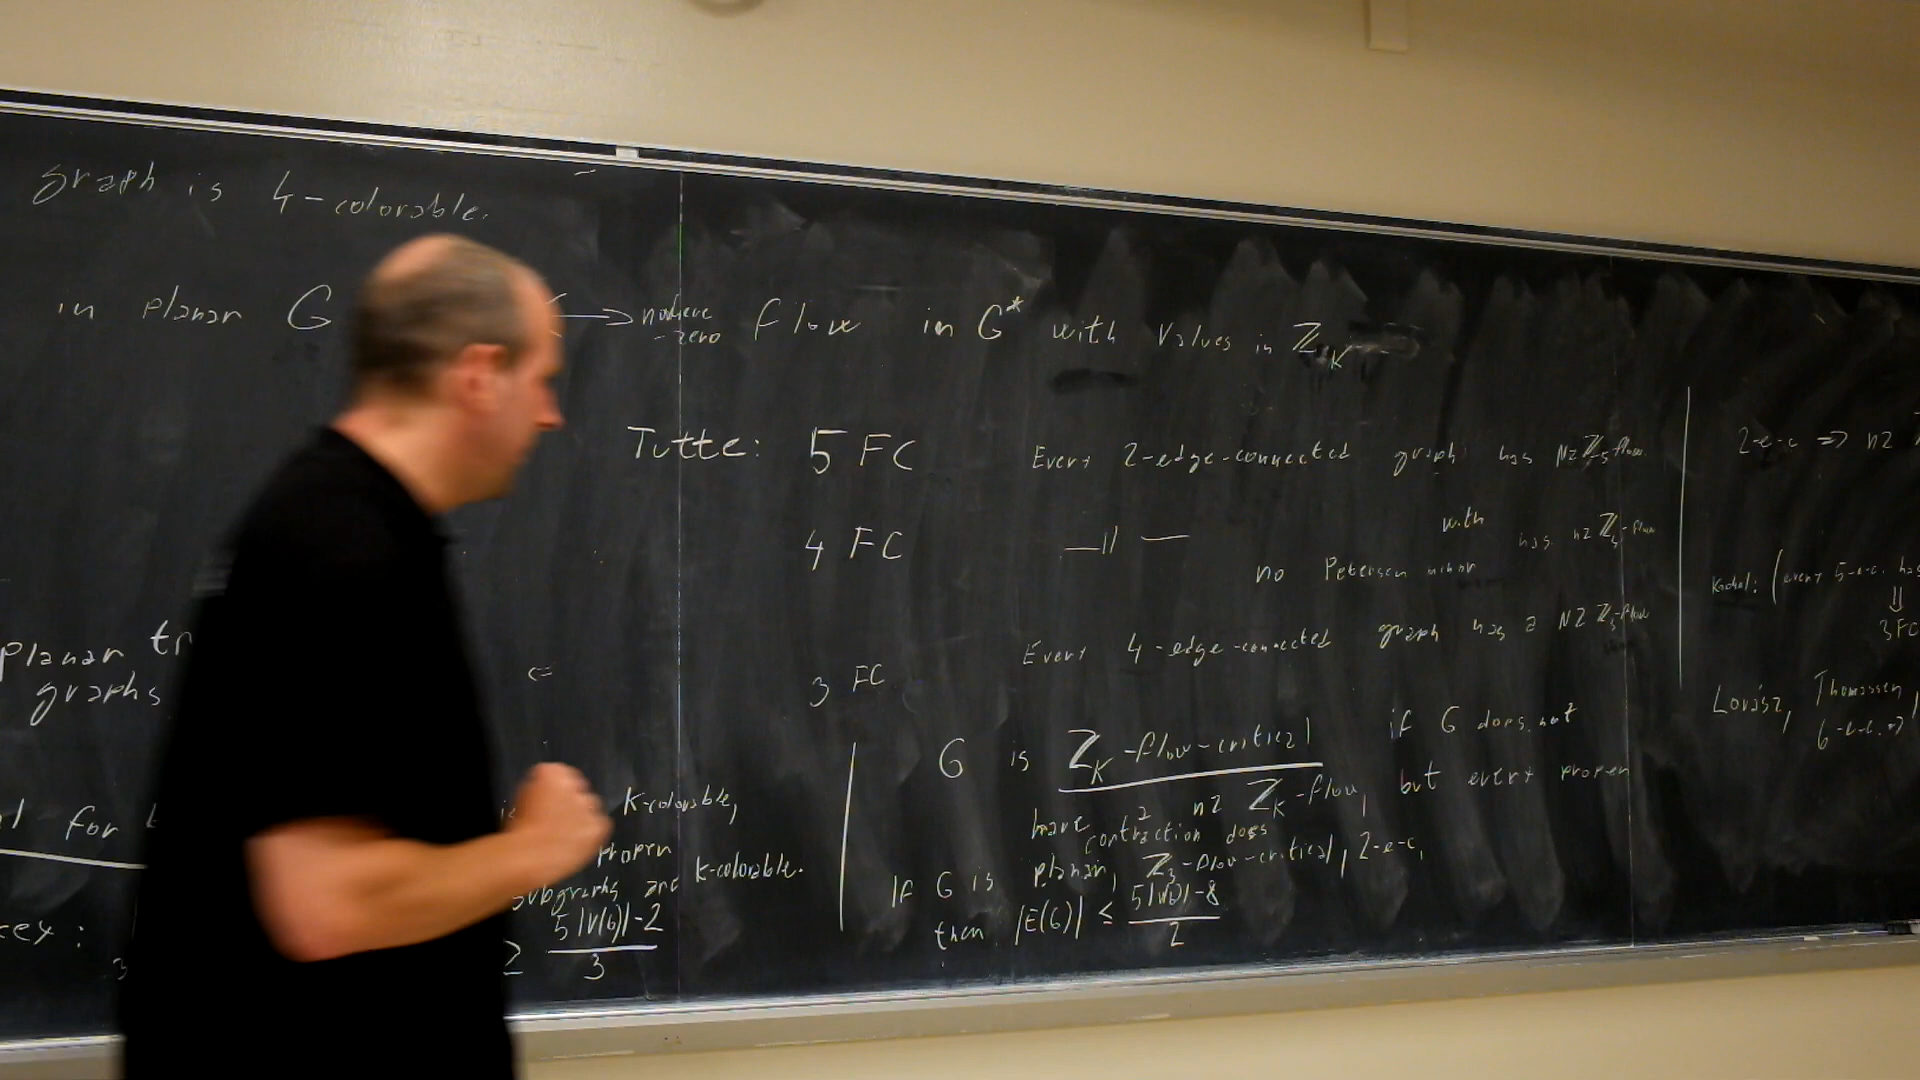 graph is 4-colorable.
in planar G → nowhere-zero flow in G* with values in ℤ_K
Tutte: 5 FC Every 2-edge-connected graph has NZ ℤ_5-flow.
4 FC —//— with no Petersen minor has nz ℤ_4-flow
3 FC Every 4-edge-connected graph has a NZ ℤ_3-flow
planar
graphs
<=
G is ℤ_K-flow-critical if G does not
have a nz ℤ_K-flow, but every proper
contraction does
If G is planar, ℤ_3-flow-critical, 2-e-c,
then |E(G)| ≤ (5|V(G)|-8)/2
for
K-colorable,
proper
subgraphs are K-colorable.
(5|V(G)|-2)/3
2-e-c => nz
Kochol: (every 5-e-c. has
⇓
3FC
Lovász, Thomassen,
6-e-c. =>